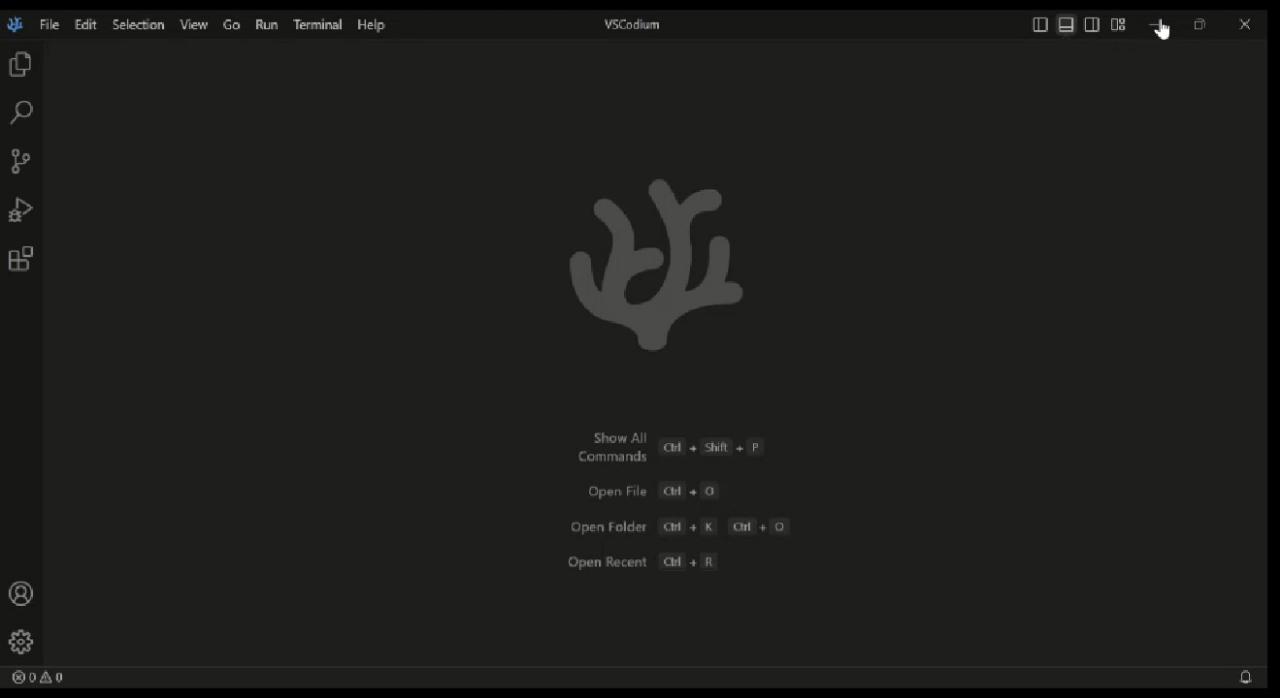 File Edit Selection View Go Run Terminal Help VSCodium
Show All
Commands Ctrl + Shift + P
Open File Ctrl + O
Open Folder Ctrl + K Ctrl + O
Open Recent Ctrl + R
0 0